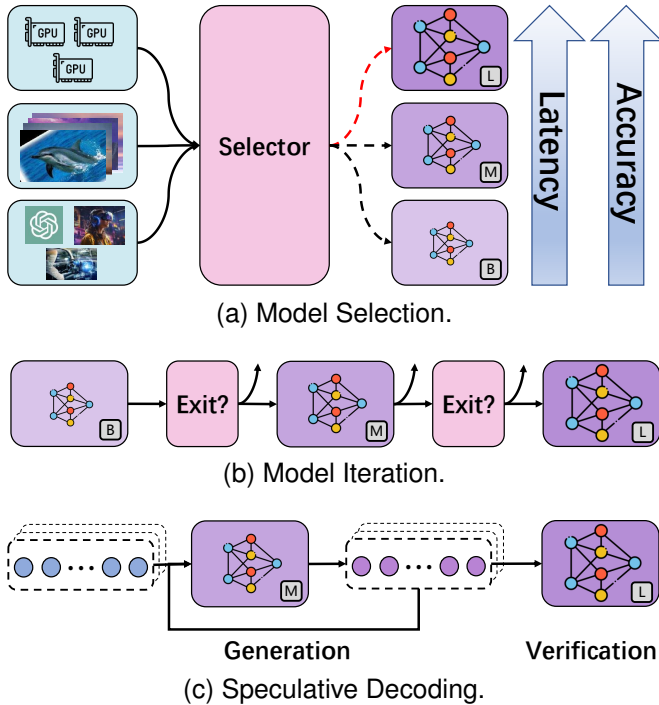 GPU
GPU
GPU
Selector
L
M
B
Latency
Accuracy
(a) Model Selection.
B
Exit?
M
Exit?
L
(b) Model Iteration.
M
L
Generation
Verification
(c) Speculative Decoding.